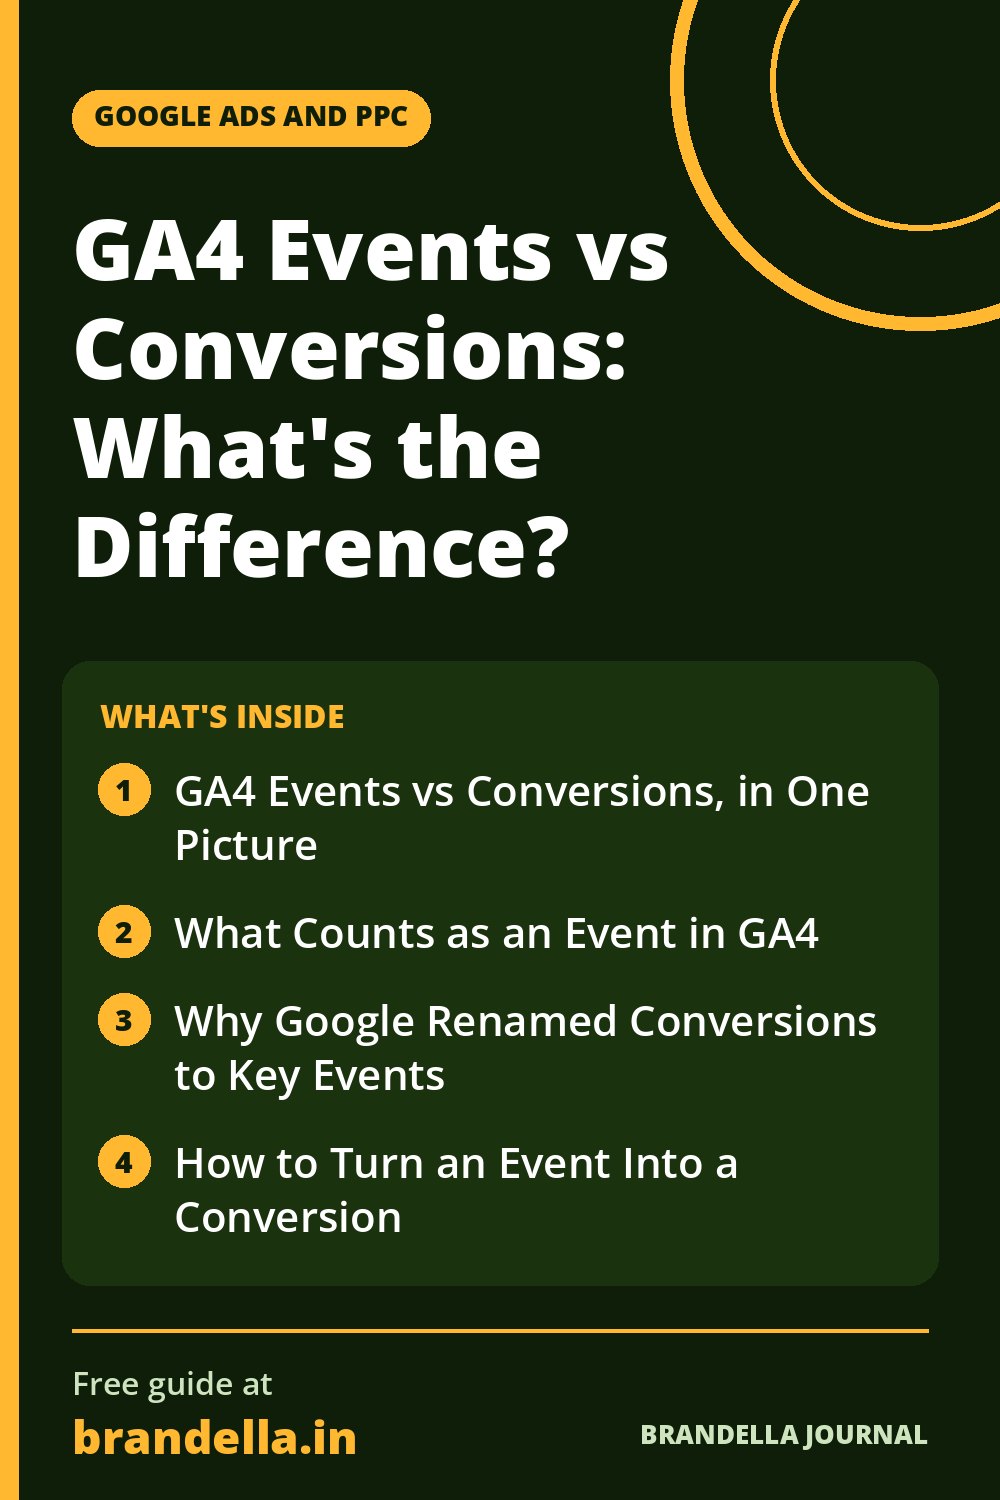 GOOGLE ADS AND PPC
GA4 Events vs
Conversions:
What's the
Difference?
WHAT'S INSIDE
1 GA4 Events vs Conversions, in One
Picture
2 What Counts as an Event in GA4
3 Why Google Renamed Conversions
to Key Events
4 How to Turn an Event Into a
Conversion
Free guide at
brandella.in
BRANDELLA JOURNAL